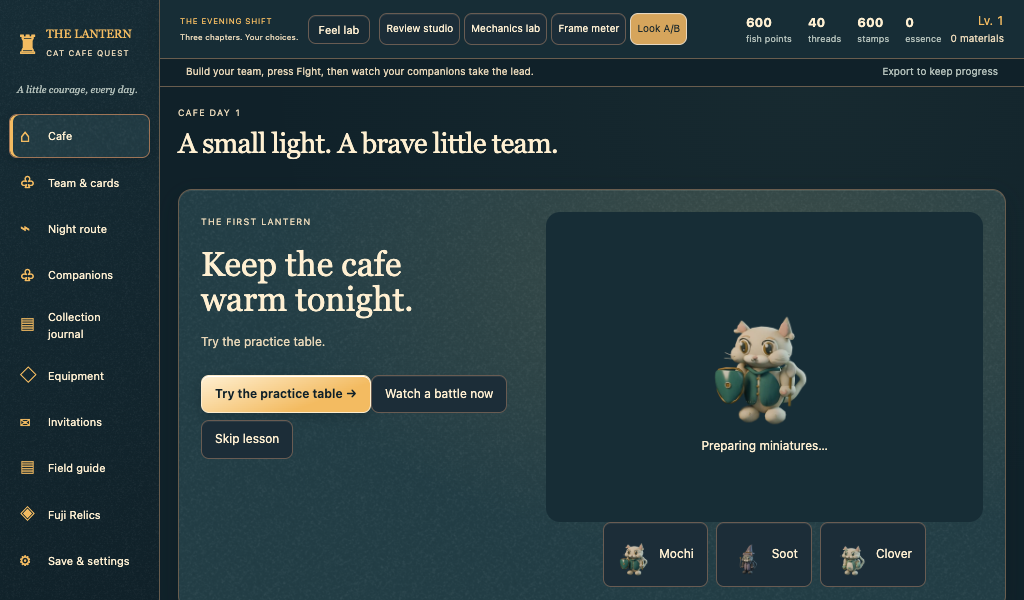 THE LANTERN
CAT CAFE QUEST
A little courage, every day.
Cafe
Team & cards
Night route
Companions
Collection
journal
Equipment
Invitations
Field guide
Fuji Relics
Save & settings
THE EVENING SHIFT
Three chapters. Your choices.
Feel lab
Review studio
Mechanics lab
Frame meter
Look A/B
600
fish points
40
threads
600
stamps
0
essence
Lv. 1
0 materials
Build your team, press Fight, then watch your companions take the lead.
Export to keep progress
CAFE DAY 1
A small light. A brave little team.
THE FIRST LANTERN
Keep the cafe
warm tonight.
Try the practice table.
Try the practice table →
Watch a battle now
Skip lesson
Preparing miniatures…
Mochi
Soot
Clover